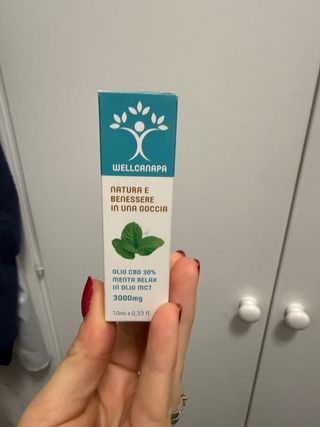 WELLCANAPA
NATURA E
BENESSERE
IN UNA GOCCIA
OLIO CBD 30%
MENTA RELAX
IN OLIO MCT
3000mg
10ml ℮ 0,33 fl.